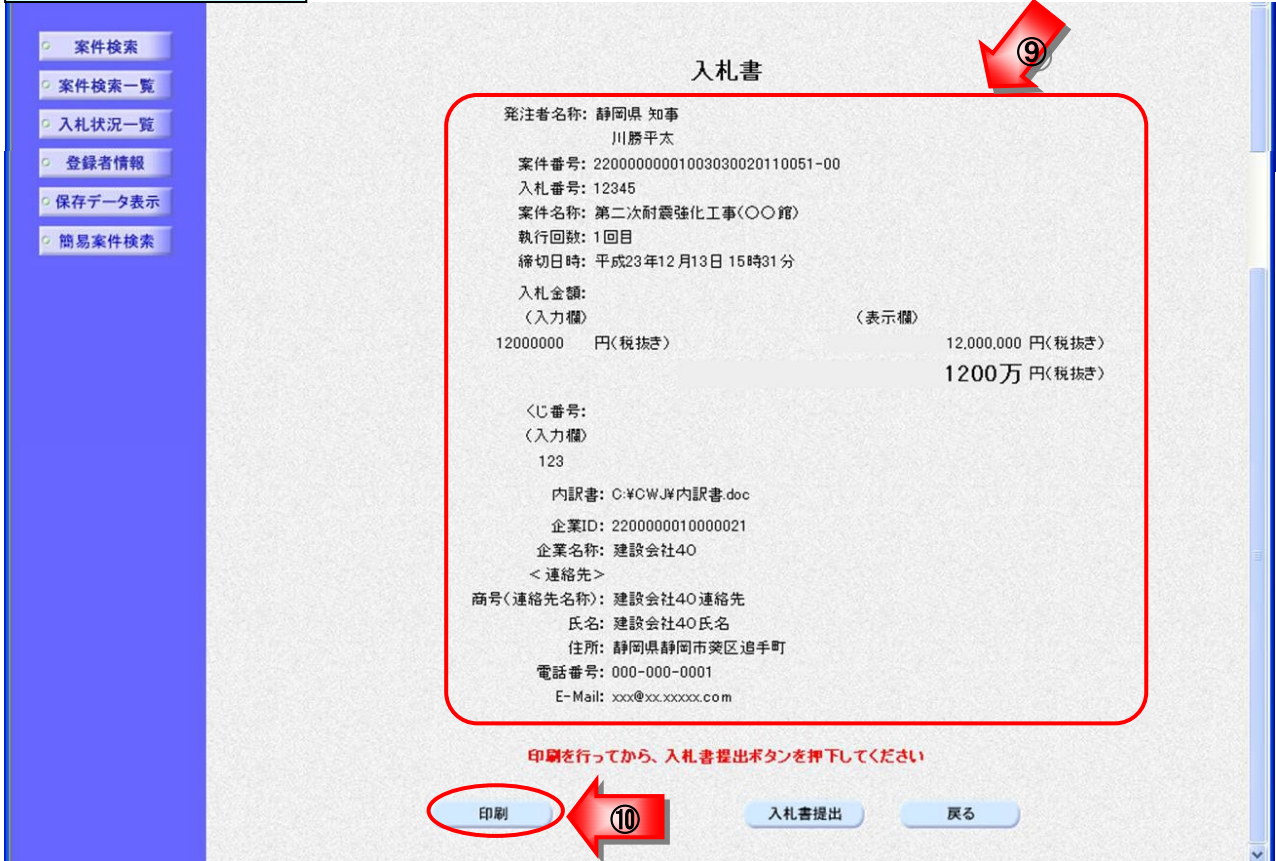 案件検索
案件検索一覧
入札状況一覧
登録者情報
保存データ表示
簡易案件検索
⑨
入札書
発注者名称: 静岡県 知事
川勝平太
案件番号: 22000000001003030020110051-00
入札番号: 12345
案件名称: 第二次耐震強化工事(〇〇館)
執行回数: 1回目
締切日時: 平成23年12月13日 15時31分
入札金額:
(入力欄) (表示欄)
12000000 円(税抜き) 12,000,000 円(税抜き)
1200万 円(税抜き)
くじ番号:
(入力欄)
123
内訳書: C:¥CWJ¥内訳書.doc
企業ID: 2200000010000021
企業名称: 建設会社40
<連絡先>
商号(連絡先名称): 建設会社40連絡先
氏名: 建設会社40氏名
住所: 静岡県静岡市葵区追手町
電話番号: 000-000-0001
E-Mail: xxx@xx.xxxxx.com
印刷を行ってから、入札書提出ボタンを押下してください
印刷 ⑩ 入札書提出 戻る